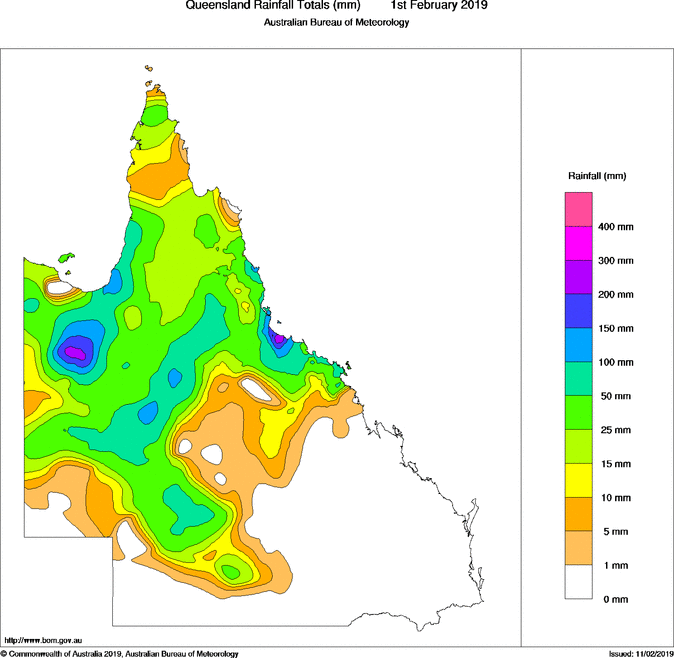 Queensland Rainfall Totals (mm) 1st February 2019
Australian Bureau of Meteorology
Rainfall (mm)
400 mm
300 mm
200 mm
150 mm
100 mm
50 mm
25 mm
15 mm
10 mm
5 mm
1 mm
0 mm
http://www.bom.gov.au
© Commonwealth of Australia 2019, Australian Bureau of Meteorology Issued: 11/02/2019